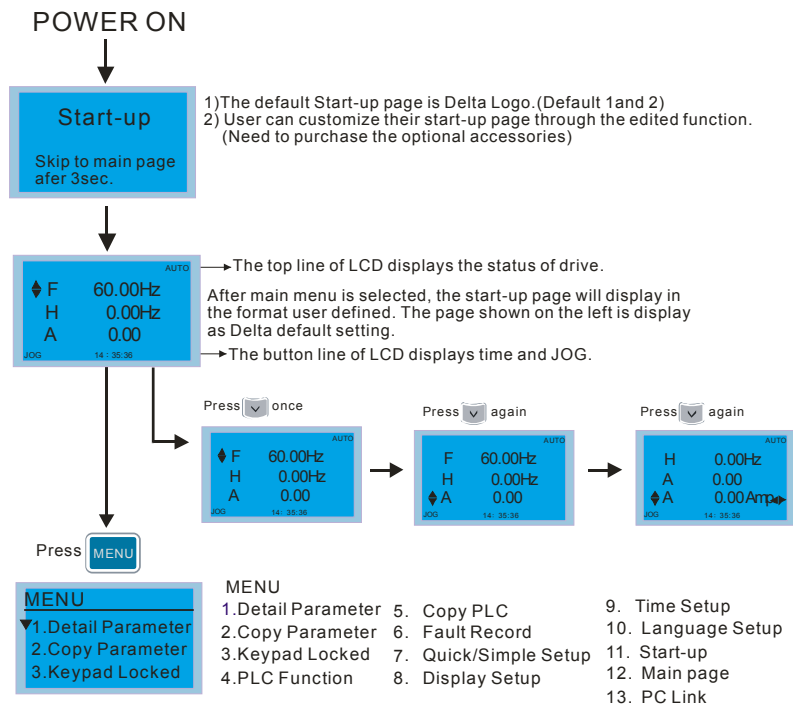 POWER ON
Start-up
Skip to main page
afer 3sec.
1)The default Start-up page is Delta Logo.(Default 1and 2)
2) User can customize their start-up page through the edited function.
(Need to purchase the optional accessories)
AUTO
F 60.00Hz
H 0.00Hz
A 0.00
JOG 14 : 35:36
The top line of LCD displays the status of drive.
After main menu is selected, the start-up page will display in
the format user defined. The page shown on the left is display
as Delta default setting.
The button line of LCD displays time and JOG.
Press once
AUTO
F 60.00Hz
H 0.00Hz
A 0.00
JOG 14: 35:36
Press again
AUTO
F 60.00Hz
H 0.00Hz
A 0.00
JOG 14: 35:36
Press again
AUTO
H 0.00Hz
A 0.00
A 0.00Amp
JOG 14: 35:36
Press MENU
MENU
1.Detail Parameter
2.Copy Parameter
3.Keypad Locked
MENU
1.Detail Parameter
2.Copy Parameter
3.Keypad Locked
4.PLC Function
5. Copy PLC
6. Fault Record
7. Quick/Simple Setup
8. Display Setup
9. Time Setup
10. Language Setup
11. Start-up
12. Main page
13. PC Link